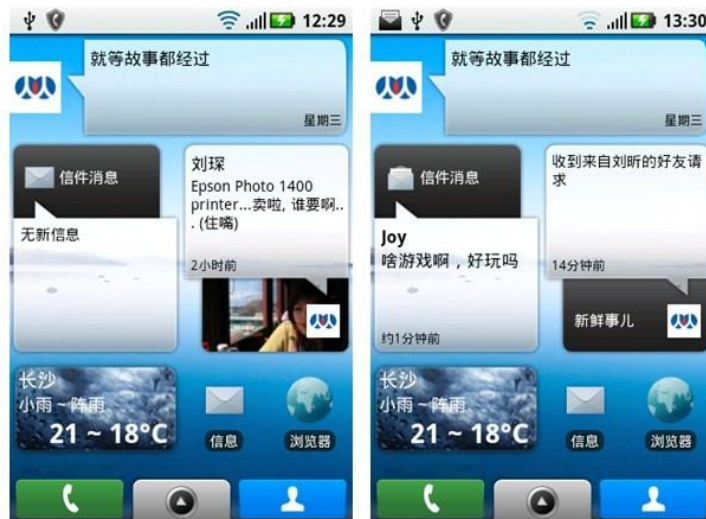 12:29
就等故事都经过
星期三
信件消息
无新信息
刘琛
Epson Photo 1400
printer...卖啦, 谁要啊..
. (住嘴)
2小时前
长沙
小雨 ~ 阵雨
21 ~ 18°C
信息
浏览器
13:30
就等故事都经过
星期三
信件消息
Joy
啥游戏啊，好玩吗
约1分钟前
收到来自刘昕的好友请
求
14分钟前
新鲜事儿
长沙
小雨 ~ 阵雨
21 ~ 18°C
信息
浏览器